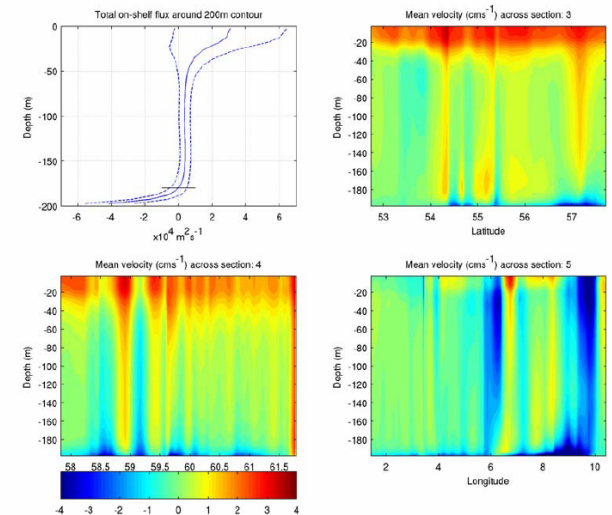 Total on-shelf flux around 200m contour
0
-50
-100
-150
-200
Depth (m)
-6 -4 -2 0 2 4 6
x10⁴ m²s⁻¹
Mean velocity (cms⁻¹) across section: 3
-20
-40
-60
-80
-100
-120
-140
-160
-180
Depth (m)
53 54 55 56 57
Latitude
Mean velocity (cms⁻¹) across section: 4
-20
-40
-60
-80
-100
-120
-140
-160
-180
Depth (m)
58 58.5 59 59.5 60 60.5 61 61.5
-4 -3 -2 -1 0 1 2 3 4
Mean velocity (cms⁻¹) across section: 5
-20
-40
-60
-80
-100
-120
-140
-160
-180
Depth (m)
2 4 6 8 10
Longitude